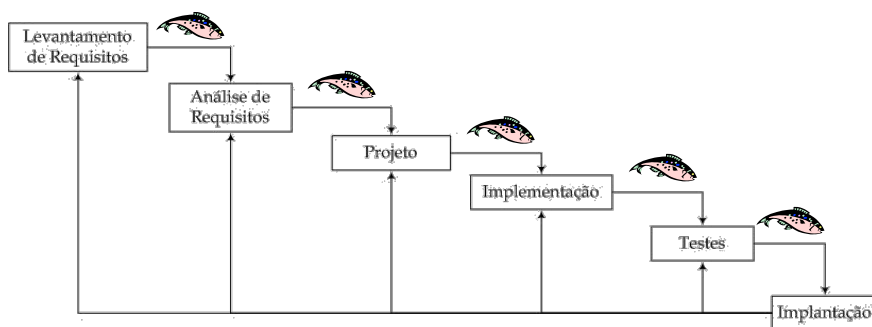 Levantamento
de Requisitos
Análise de
Requisitos
Projeto
Implementação
Testes
Implantação